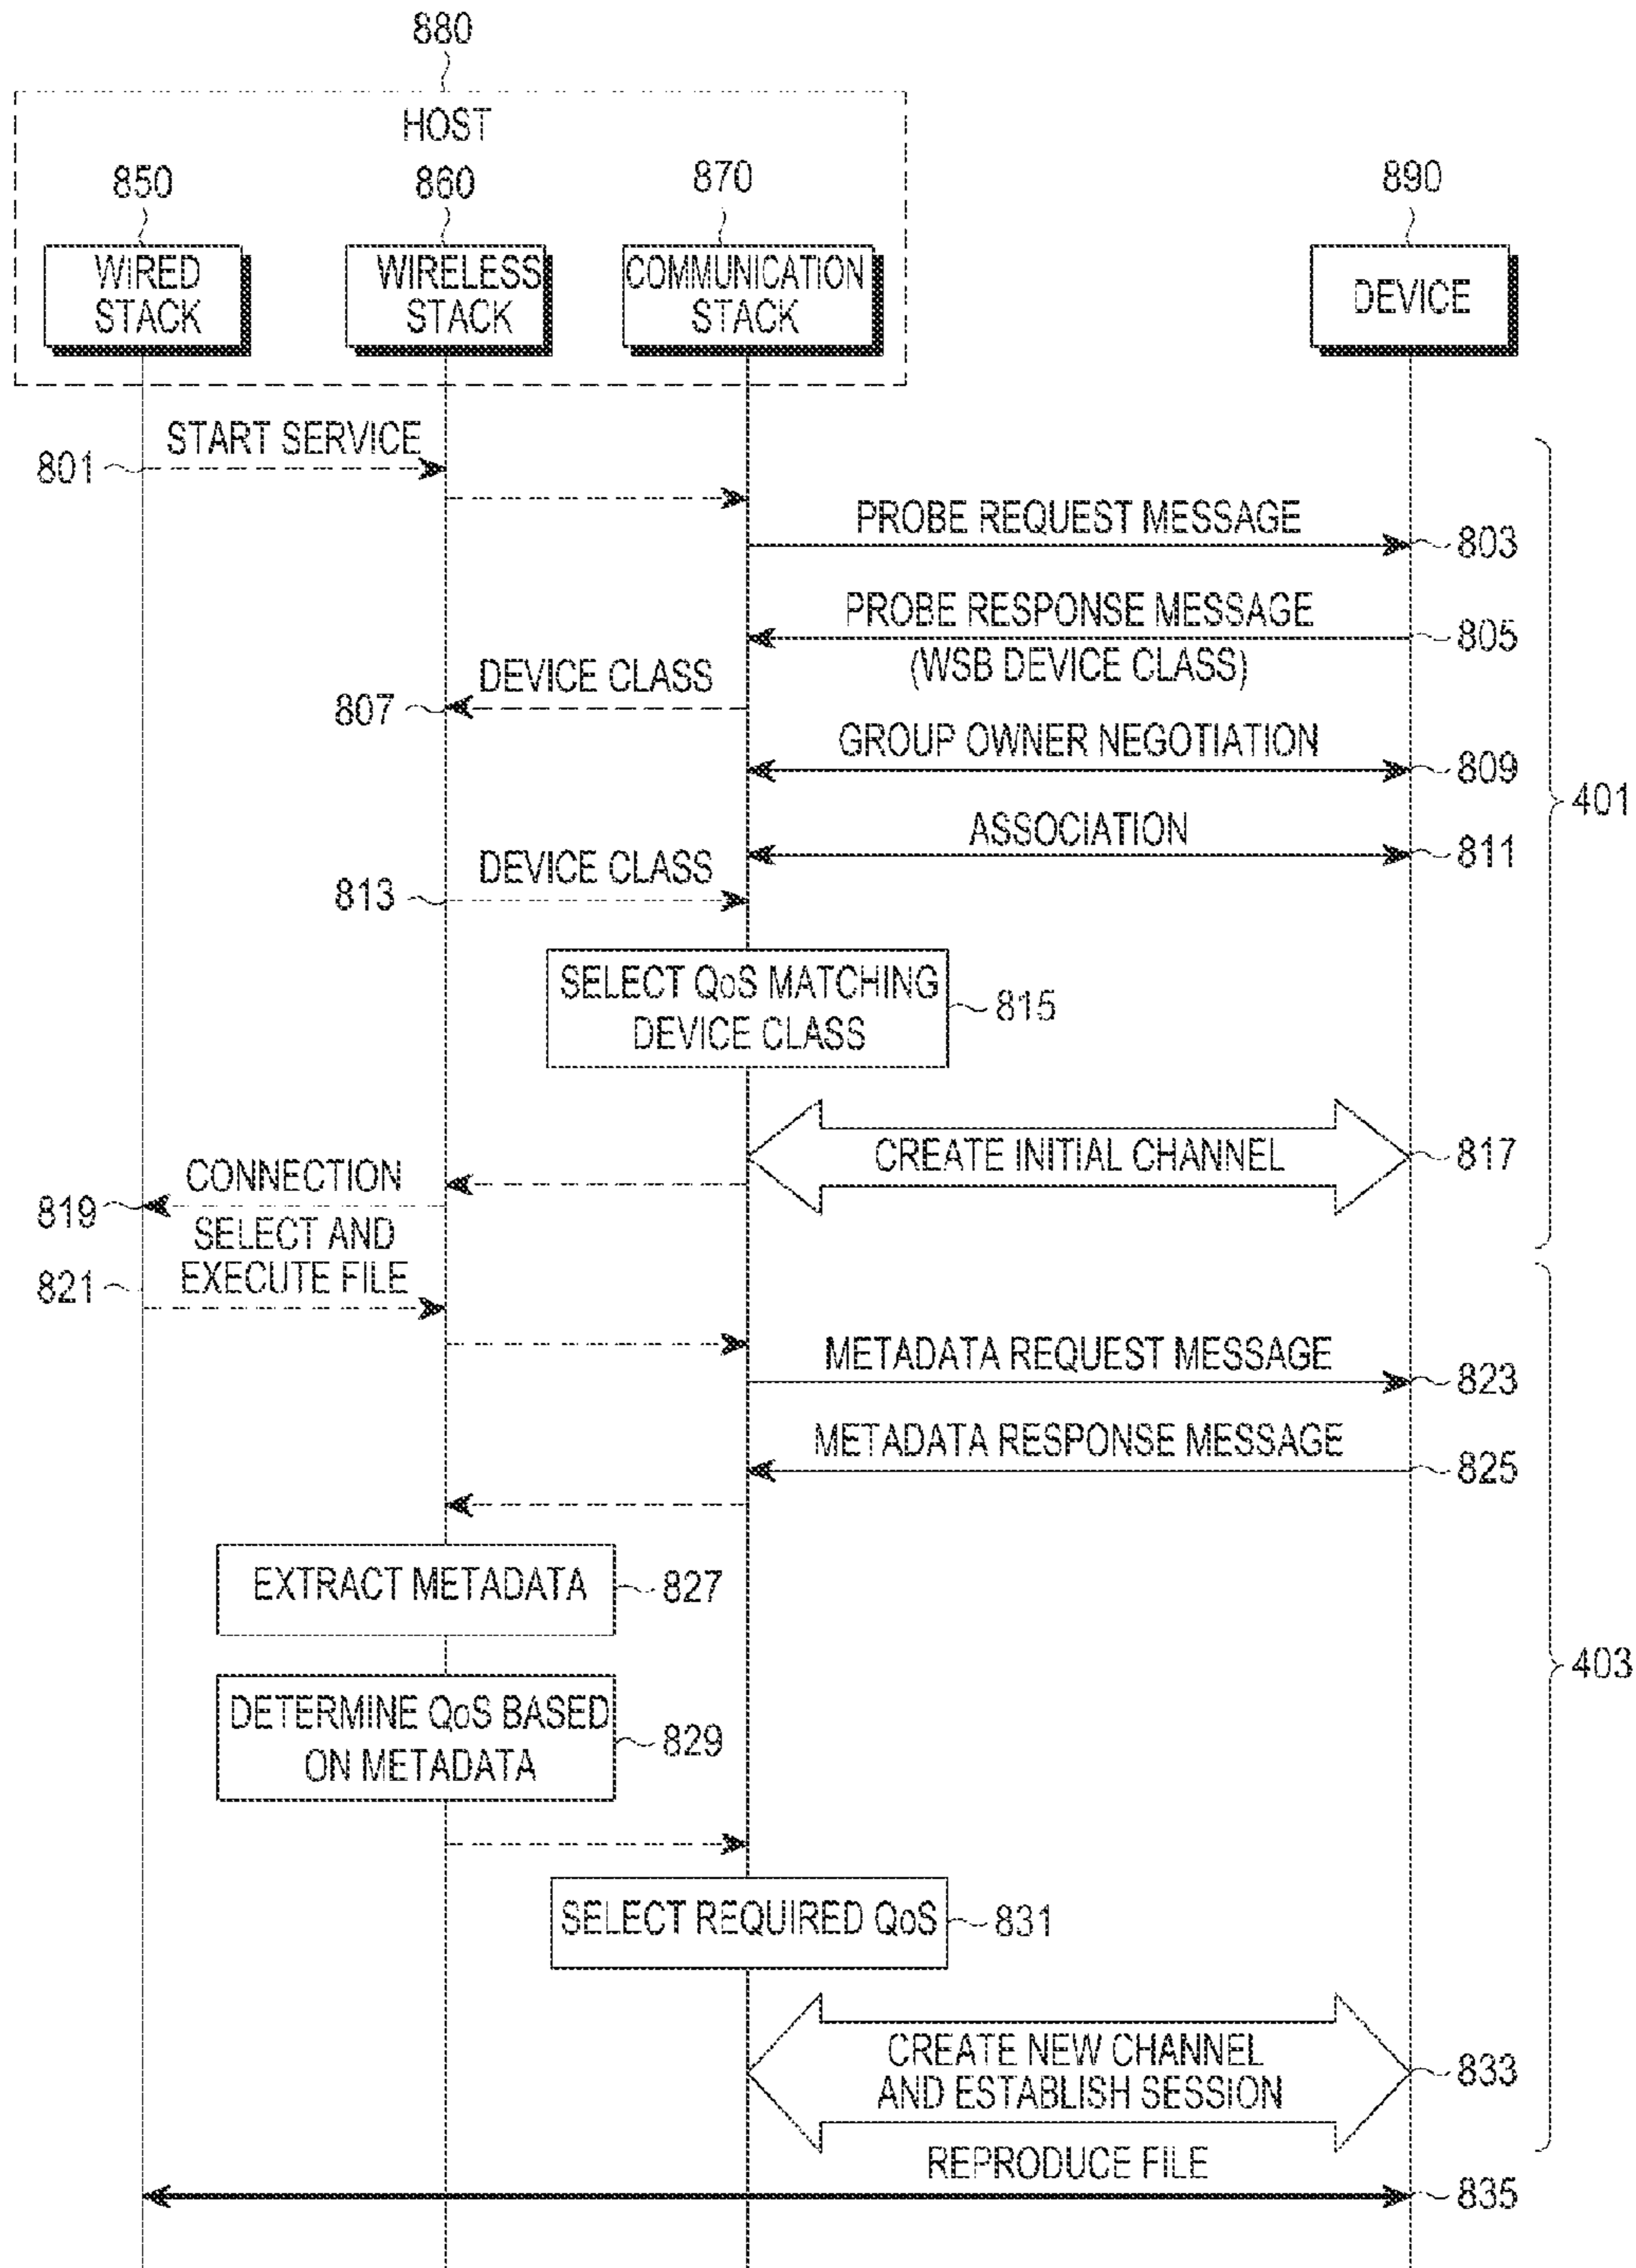 880
HOST
850
860
870
890
WIRED
STACK
WIRELESS
STACK
COMMUNICATION
STACK
DEVICE
START SERVICE
801
PROBE REQUEST MESSAGE
803
PROBE RESPONSE MESSAGE
805
(WSB DEVICE CLASS)
DEVICE CLASS
807
GROUP OWNER NEGOTIATION
809
401
ASSOCIATION
811
DEVICE CLASS
813
SELECT QoS MATCHING
DEVICE CLASS
815
CREATE INITIAL CHANNEL
817
CONNECTION
819
SELECT AND
EXECUTE FILE
821
METADATA REQUEST MESSAGE
823
METADATA RESPONSE MESSAGE
825
EXTRACT METADATA
827
403
DETERMINE QoS BASED
ON METADATA
829
SELECT REQUIRED QoS
831
CREATE NEW CHANNEL
AND ESTABLISH SESSION
833
REPRODUCE FILE
835